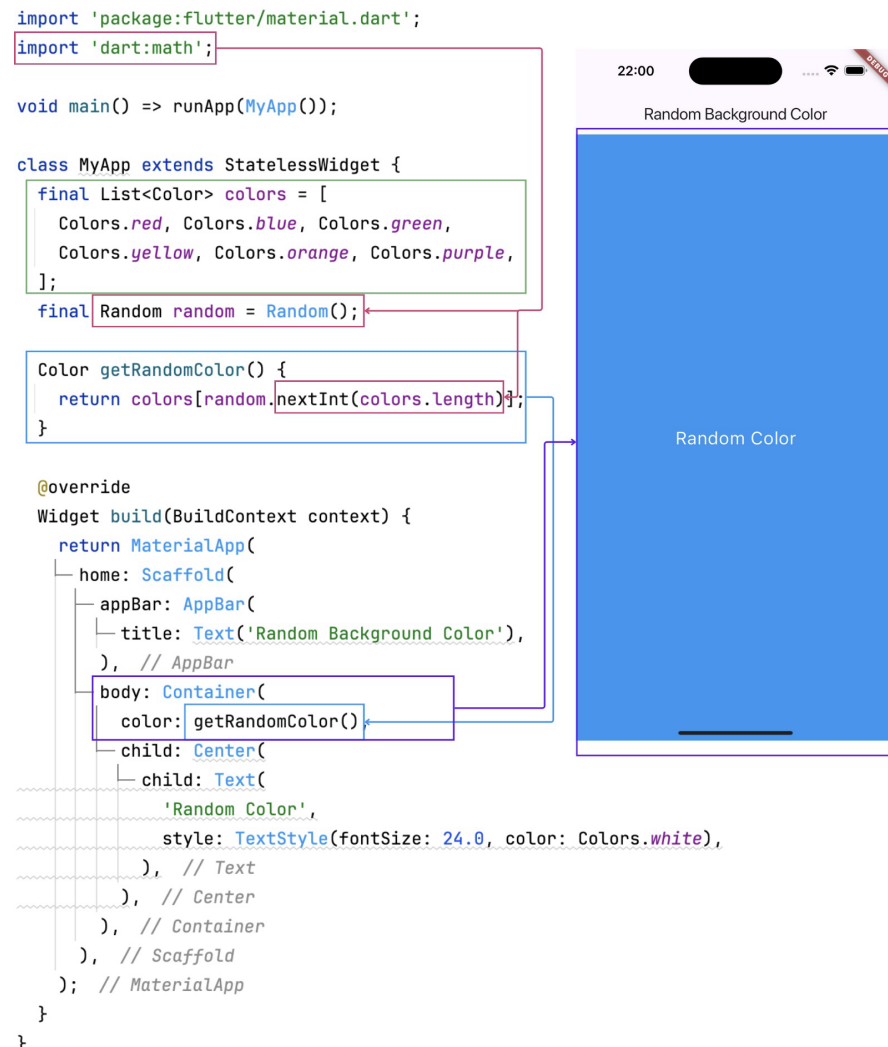 import 'package:flutter/material.dart';
import 'dart:math';
void main() => runApp(MyApp());
class MyApp extends StatelessWidget {
final List<Color> colors = [
Colors.red, Colors.blue, Colors.green,
Colors.yellow, Colors.orange, Colors.purple,
];
final Random random = Random();
Color getRandomColor() {
return colors[random.nextInt(colors.length)];
}
@override
Widget build(BuildContext context) {
return MaterialApp(
home: Scaffold(
appBar: AppBar(
title: Text('Random Background Color'),
), // AppBar
body: Container(
color: getRandomColor(),
child: Center(
child: Text(
'Random Color',
style: TextStyle(fontSize: 24.0, color: Colors.white),
), // Text
), // Center
), // Container
), // Scaffold
); // MaterialApp
}
}
22:00
DEBUG
Random Background Color
Random Color